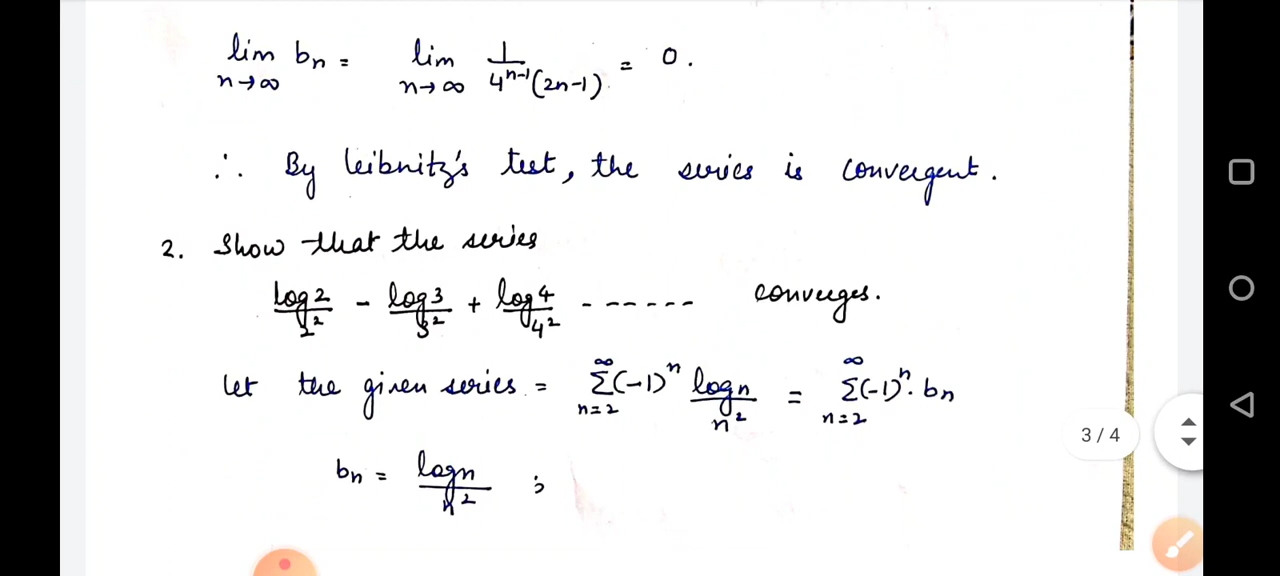 lim n→∞ bn = lim n→∞ 1/4^(n-1)(2n-1) = 0.
∴ By Leibnitz's test, the series is convergent.
2. Show that the series
log2/2² - log3/3² + log4/4² ------ converges.
Let the given series = ∞Σn=2 (-1)^n logn/n² = ∞Σn=2 (-1)^n. bn
3 / 4
bn = logn/n² ;